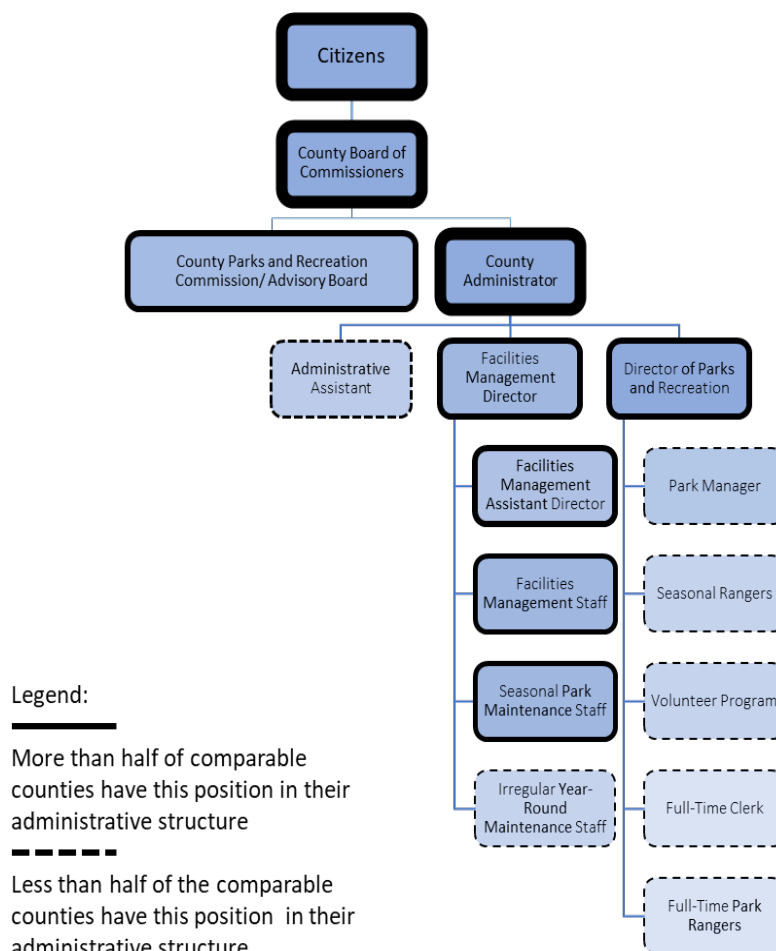 Citizens
County Board of
Commissioners
County Parks and Recreation
Commission/ Advisory Board
County
Administrator
Administrative
Assistant
Facilities
Management
Director
Director of Parks
and Recreation
Facilities
Management
Assistant Director
Park Manager
Facilities
Management Staff
Seasonal Rangers
Seasonal Park
Maintenance Staff
Volunteer Program
Irregular Year-
Round
Maintenance Staff
Full-Time Clerk
Full-Time Park
Rangers
Legend:
More than half of comparable
counties have this position in their
administrative structure
Less than half of the comparable
counties have this position in their
administrative structure